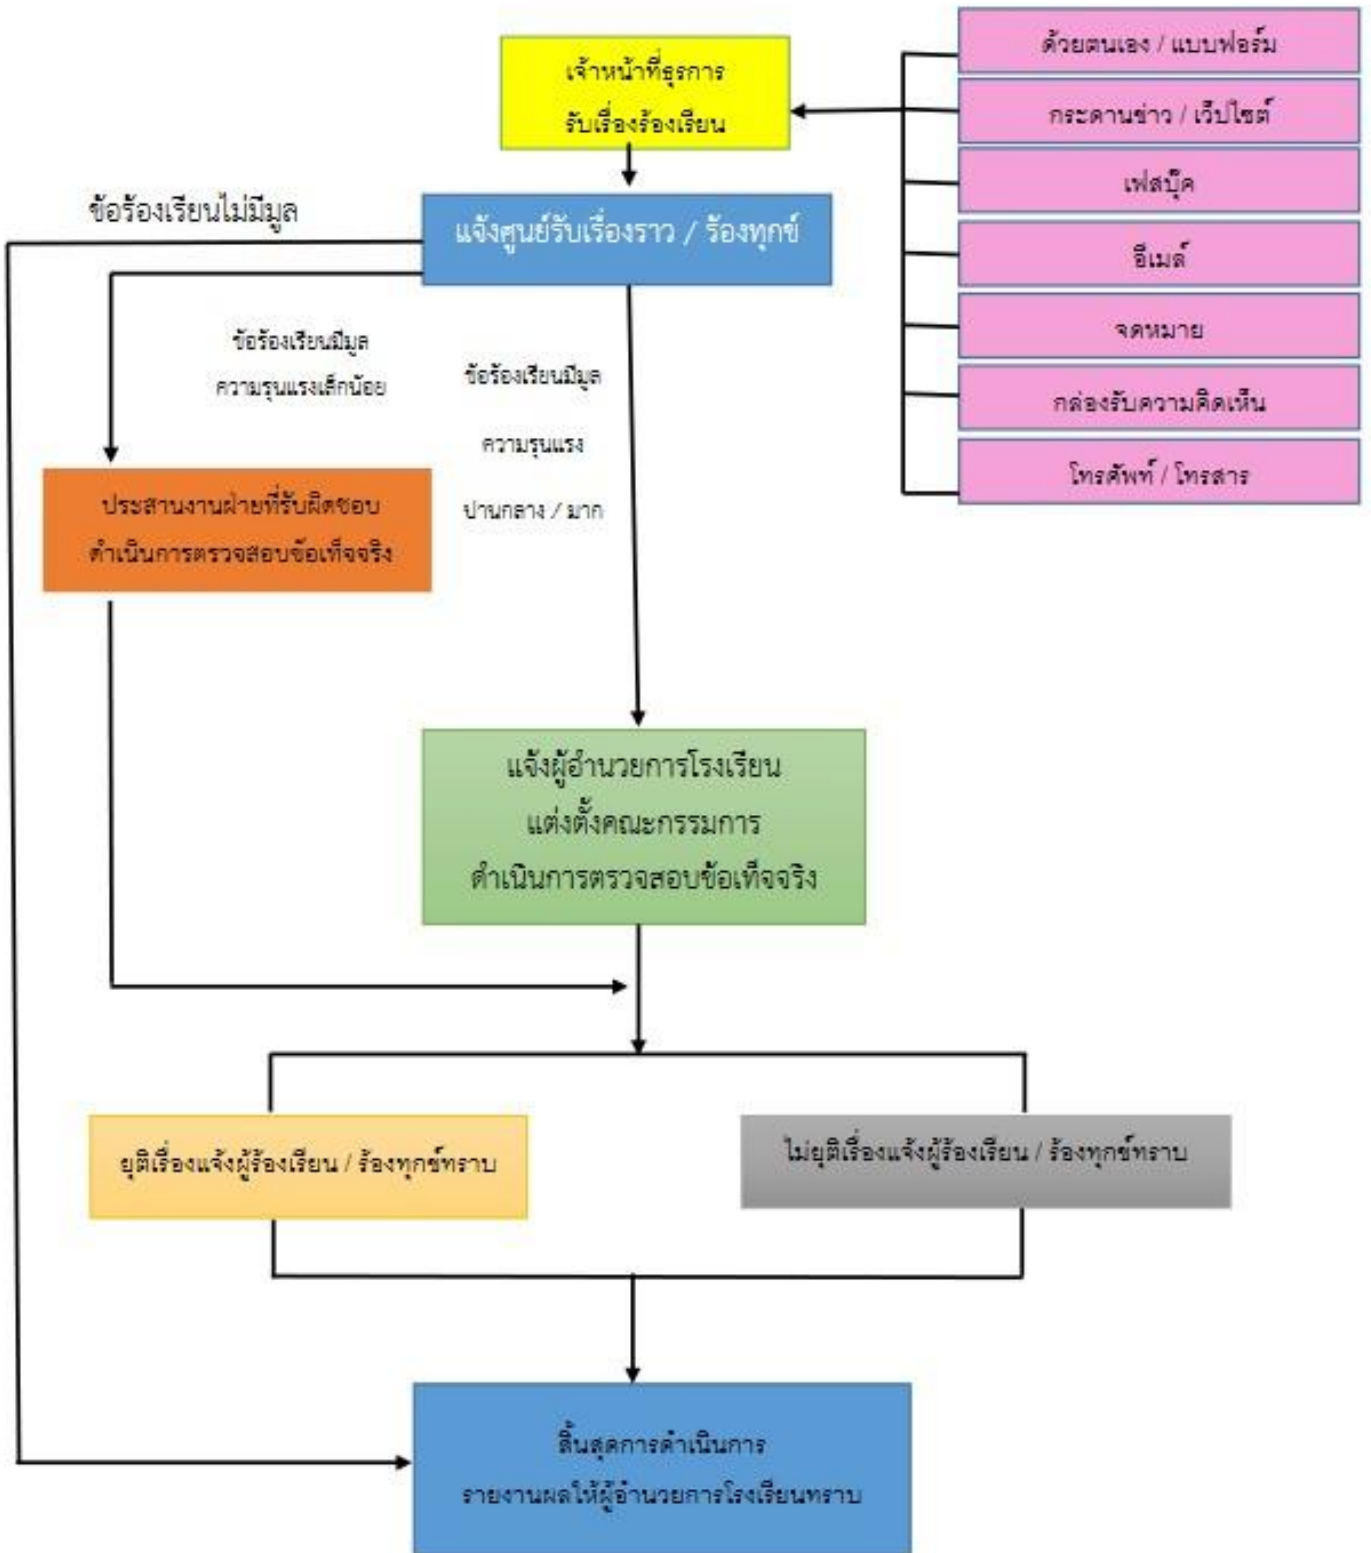 เจ้าหน้าที่ธุรการ
รับเรื่องร้องเรียน
ด้วยตนเอง / แบบฟอร์ม
กระดานข่าว / เว็ปไซต์
เฟสบุ๊ค
อีเมล์
จดหมาย
กล่องรับความคิดเห็น
โทรศัพท์ / โทรสาร
ข้อร้องเรียนไม่มีมูล
แจ้งศูนย์รับเรื่องราว / ร้องทุกข์
ข้อร้องเรียนมีมูล
ความรุนแรงเล็กน้อย
ข้อร้องเรียนมีมูล
ความรุนแรง
ปานกลาง / มาก
ประสานงานฝ่ายที่รับผิดชอบ
ดำเนินการตรวจสอบข้อเท็จจริง
แจ้งผู้อำนวยการโรงเรียน
แต่งตั้งคณะกรรมการ
ดำเนินการตรวจสอบข้อเท็จจริง
ยุติเรื่องแจ้งผู้ร้องเรียน / ร้องทุกข์ทราบ
ไม่ยุติเรื่องแจ้งผู้ร้องเรียน / ร้องทุกข์ทราบ
สิ้นสุดการดำเนินการ
รายงานผลให้ผู้อำนวยการโรงเรียนทราบ